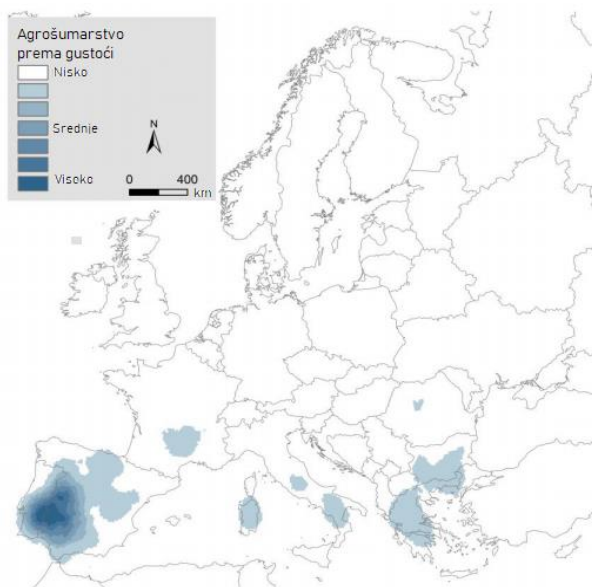 Agrošumarstvo
prema gustoći
Nisko
Srednje
Visoko
N
0 400
km